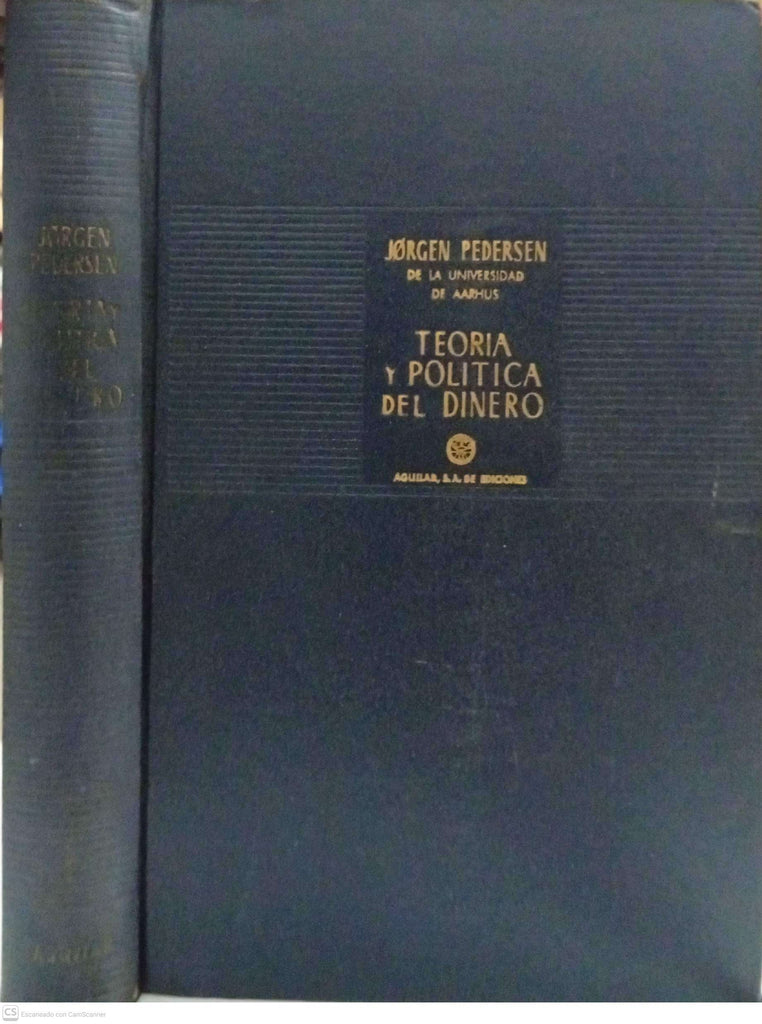 JØRGEN
PEDERSEN
JØRGEN PEDERSEN
DE LA UNIVERSIDAD
DE AARHUS
TEORIA
Y POLITICA
DEL DINERO
AGUILAR, S.A. DE EDICIONES
CS Escaneado con CamScanner